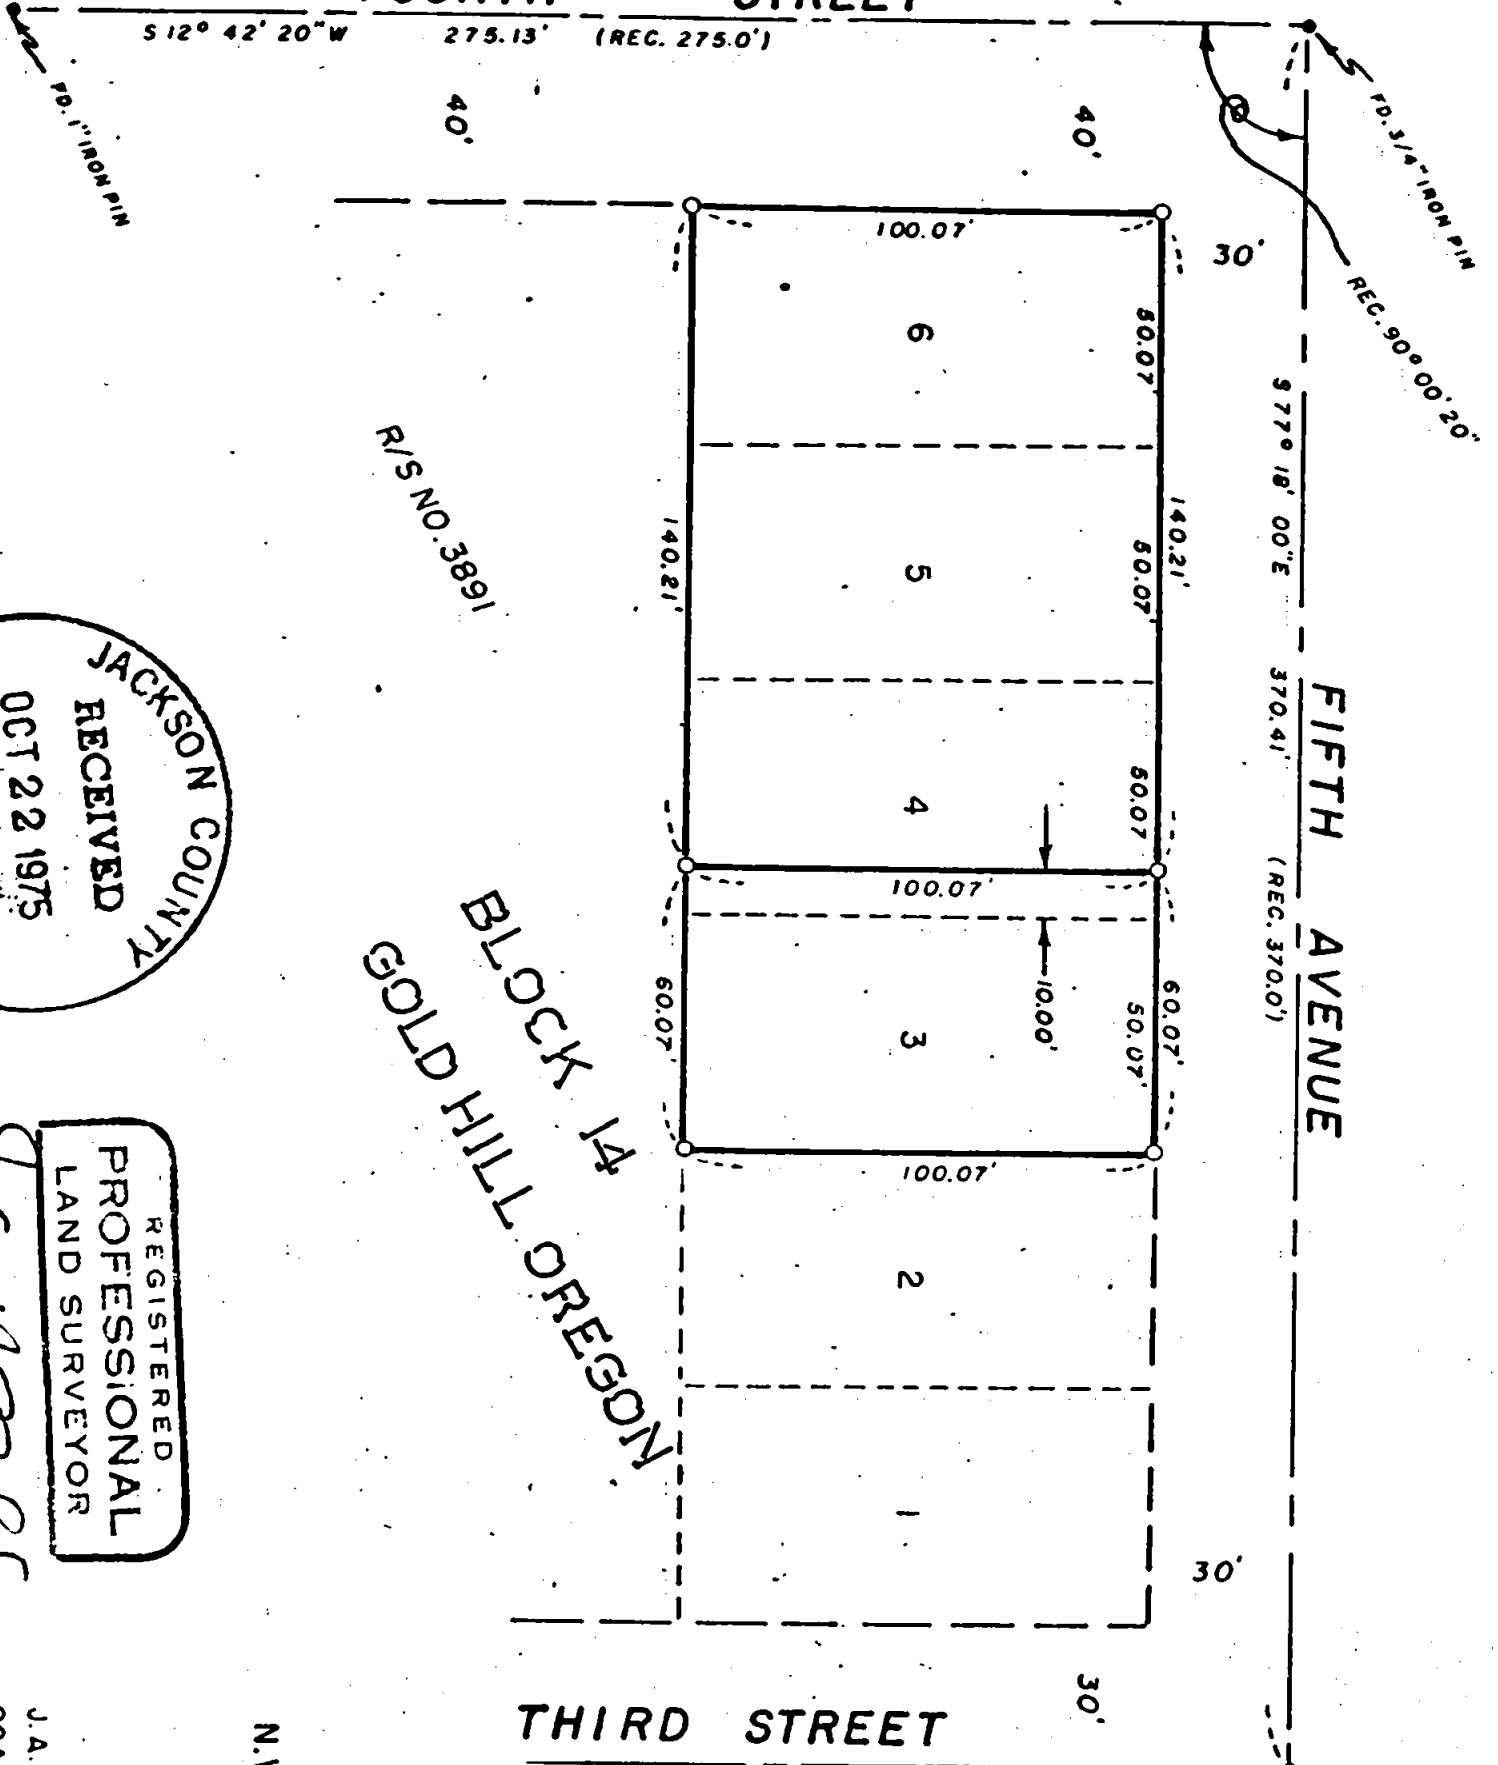 STREET
S 12° 42' 20" W 275.13' (REC. 275.0')
FD. 1" IRON PIN
40'
40'
FD. 3/4" IRON PIN
REC. 90° 00' 20"
30'
100.07'
6
50.07'
S 77° 18' 00" E 370.41' (REC. 370.0')
FIFTH AVENUE
R/S NO. 3891
140.21'
140.21'
5
50.07'
4
50.07'
100.07'
10.00'
60.07'
60.07'
50.07'
3
100.07'
2
1
BLOCK 14
GOLD HILL OREGON
JACKSON COUNTY
RECEIVED
OCT 22 1975
REGISTERED
PROFESSIONAL
LAND SURVEYOR
30'
30'
THIRD STREET
J. A.